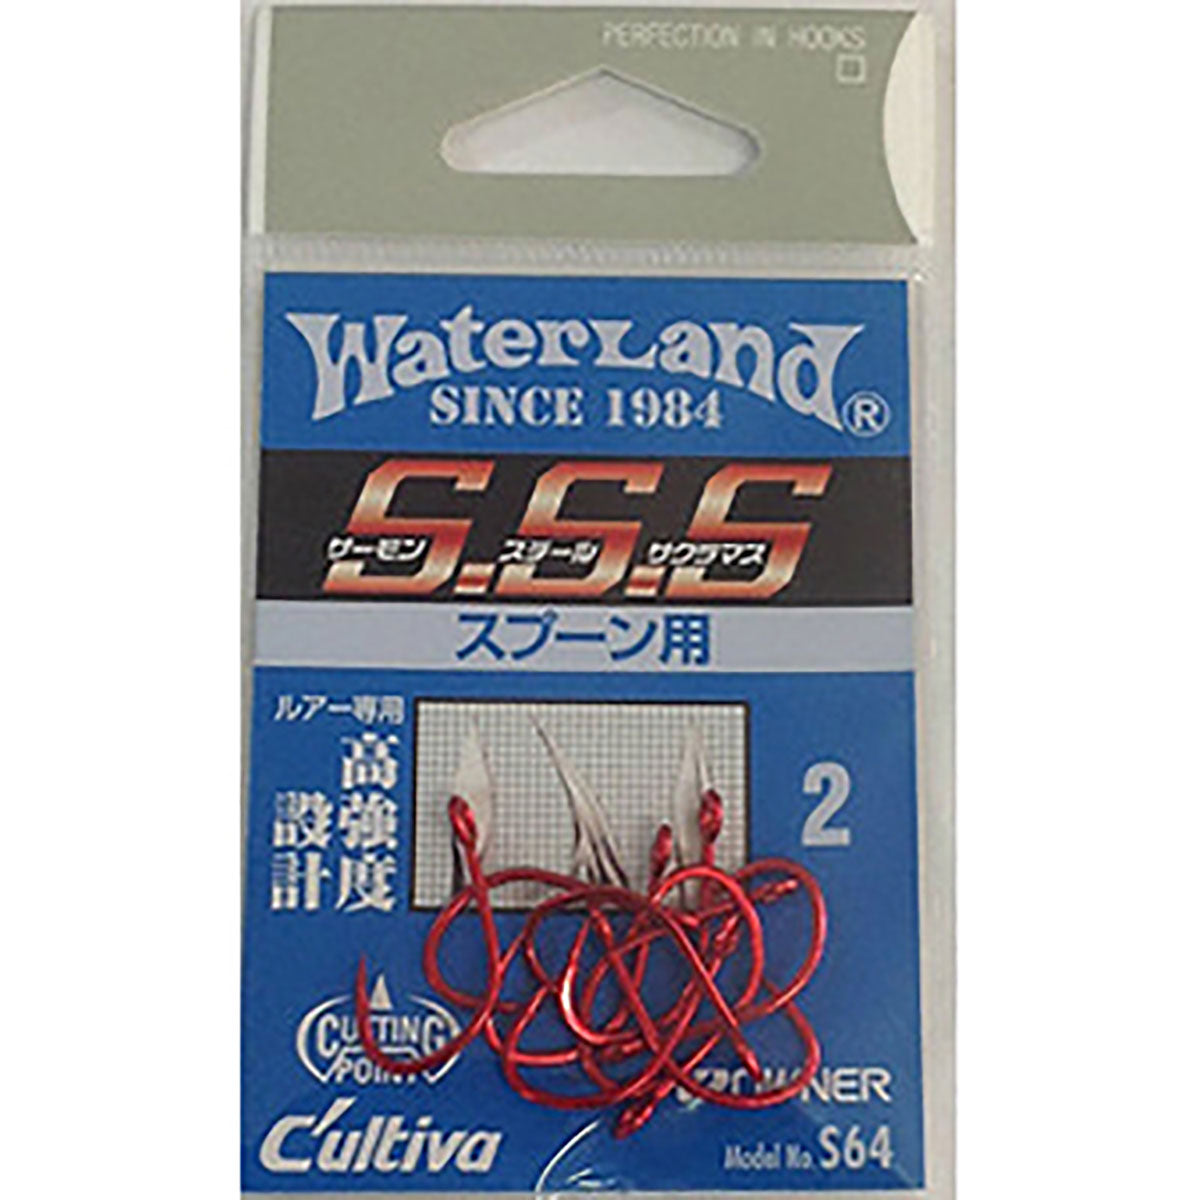 PERFECTION IN HOOKS
WaterLand®
SINCE 1984
S.S.S
サーモン スチール サクラマス
スプーン用
ルアー専用
高強度
設計
2
CUTTING
POINT
C'ultiva
OWNER
Model No. S64